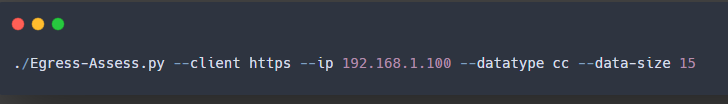 ./Egress-Assess.py --client https --ip 192.168.1.100 --datatype cc --data-size 15